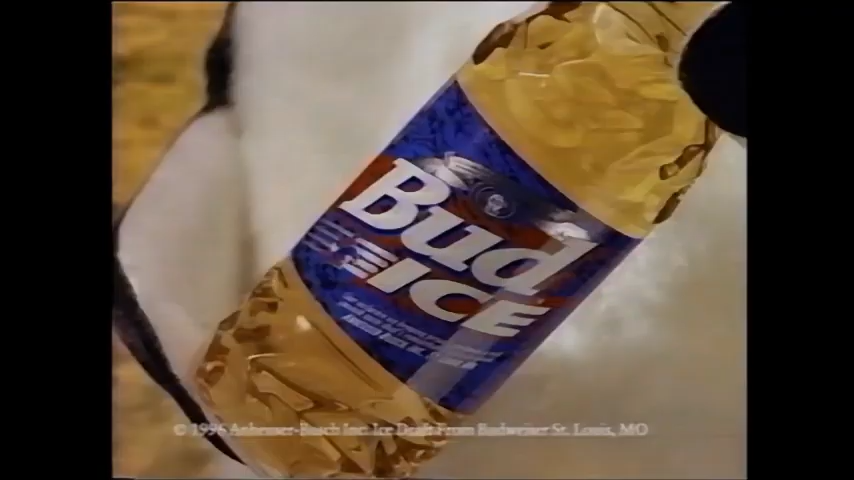 Bud
ICE
© 1996 Anheuser-Busch Inc. Ice Draft From Budweiser St. Louis, MO